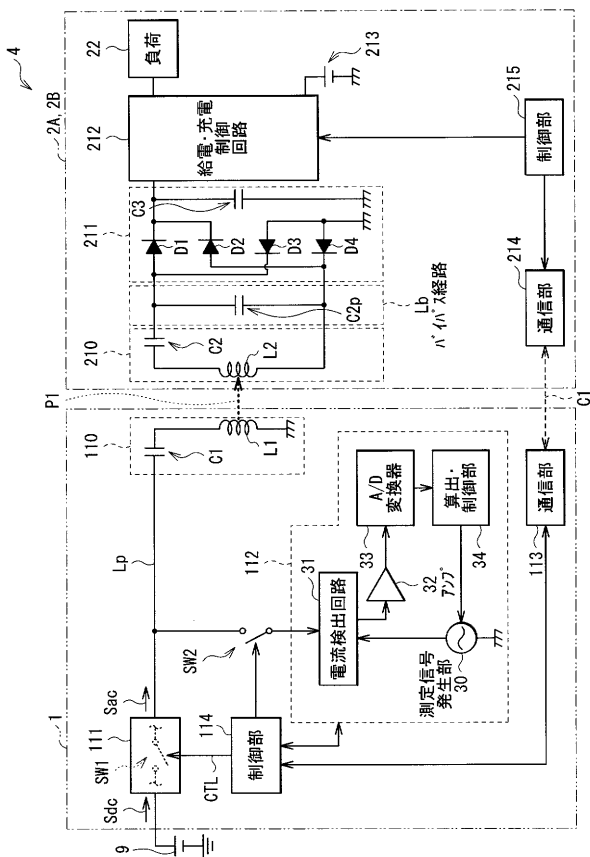 4
1
2A, 2B
9
Sdc
111
SW1
Sac
Lp
110
C1
L1
P1
210
C2
L2
C2p
Lb
バイパス経路
211
D1
D2
D3
D4
C3
212
給電・充電
制御
回路
22
負荷
213
CTL
114
制御部
SW2
112
31
電流検出回路
32
アンプ
33
A/D
変換器
34
算出・
制御部
測定信号
発生部
30
113
通信部
C1
214
通信部
215
制御部